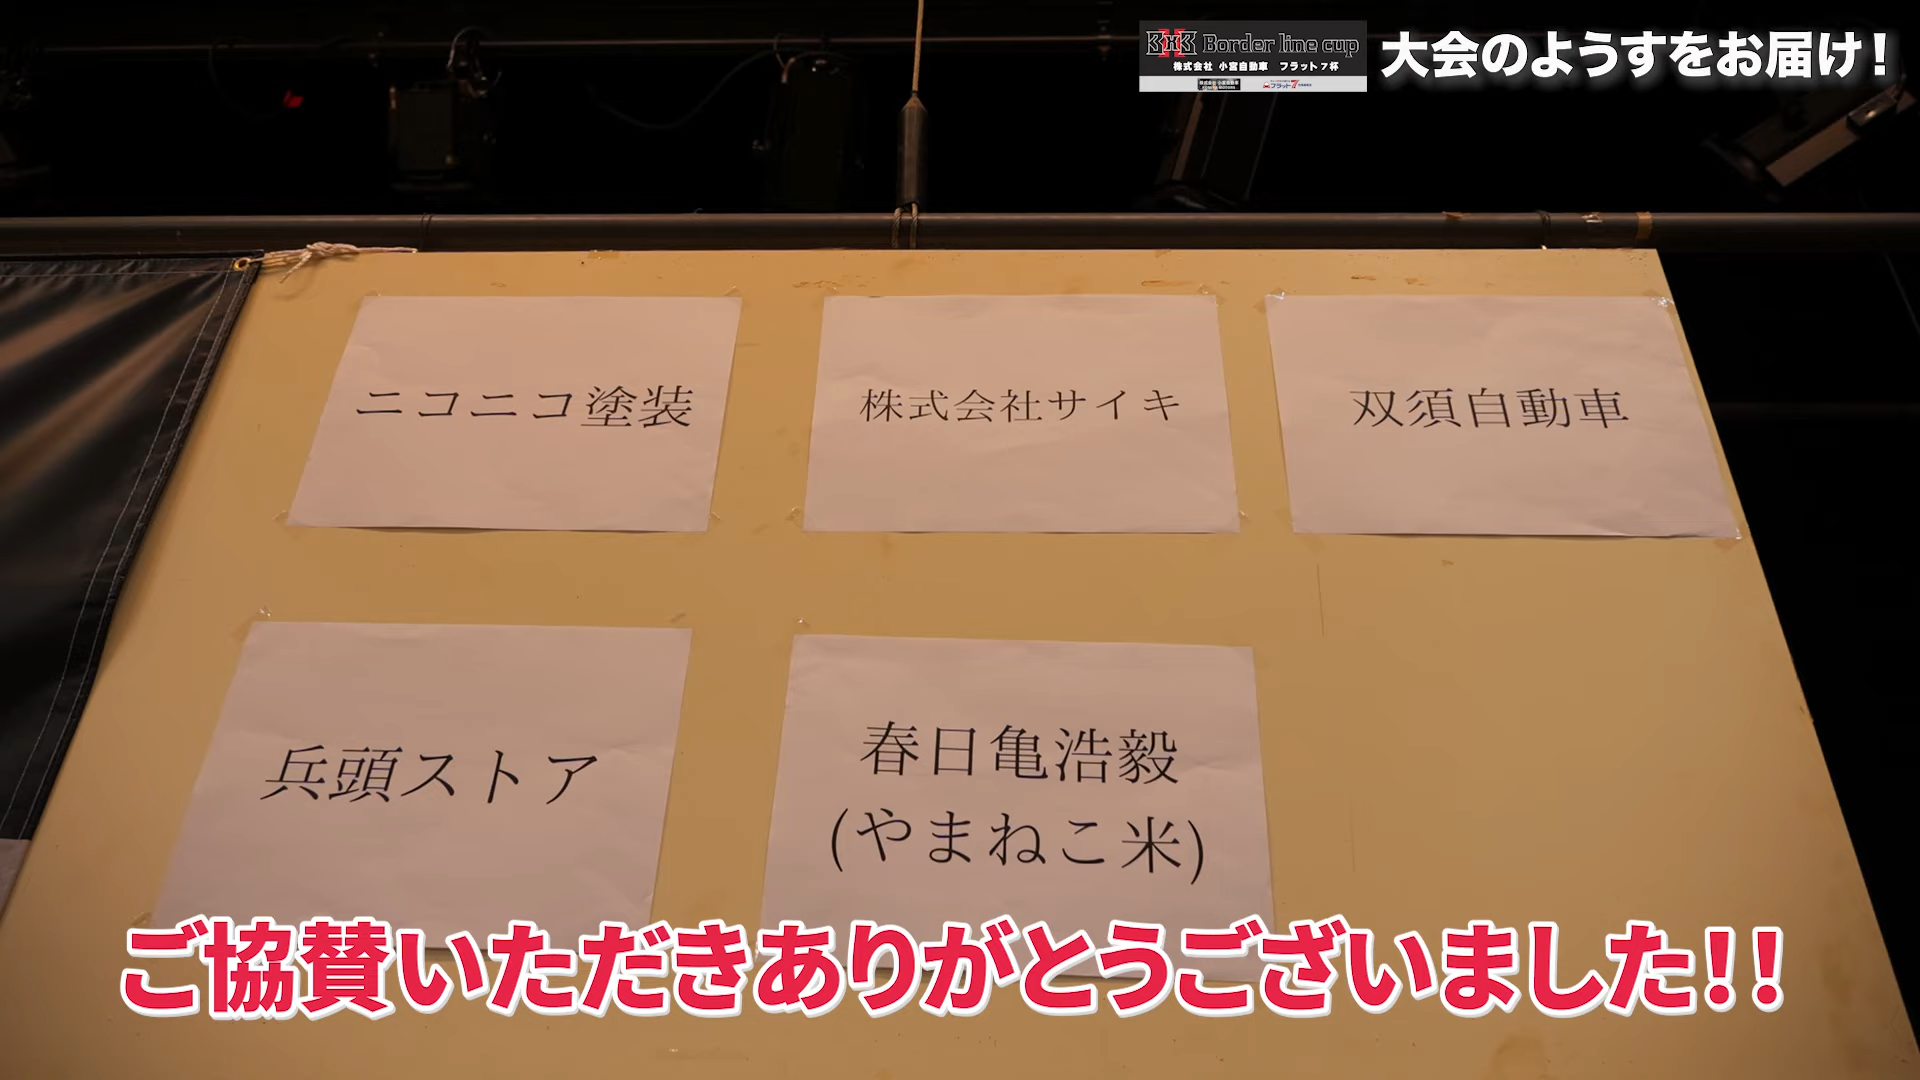 Border line cup
株式会社 小宮自動車 フラット7杯
大会のようすをお届け!
ニコニコ塗装
株式会社サイキ
双須自動車
兵頭ストア
春日亀浩毅
(やまねこ米)
ご協賛いただきありがとうございました!!